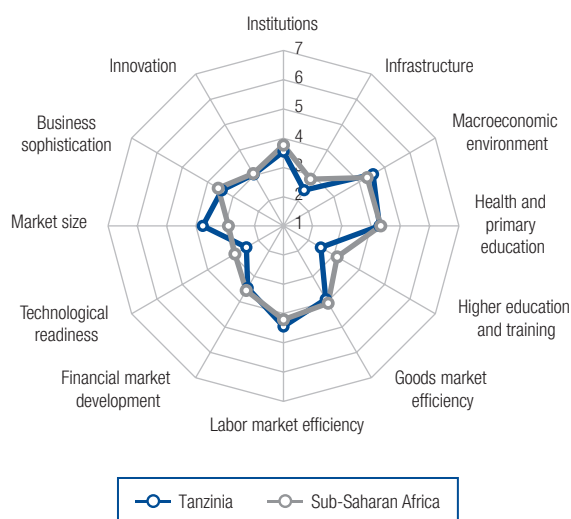 Institutions
7
6
5
4
3
2
1
Innovation
Infrastructure
Business
sophistication
Macroeconomic
environment
Market size
Health and
primary
education
Technological
readiness
Higher education
and training
Financial market
development
Goods market
efficiency
Labor market efficiency
Tanzinia
Sub-Saharan Africa